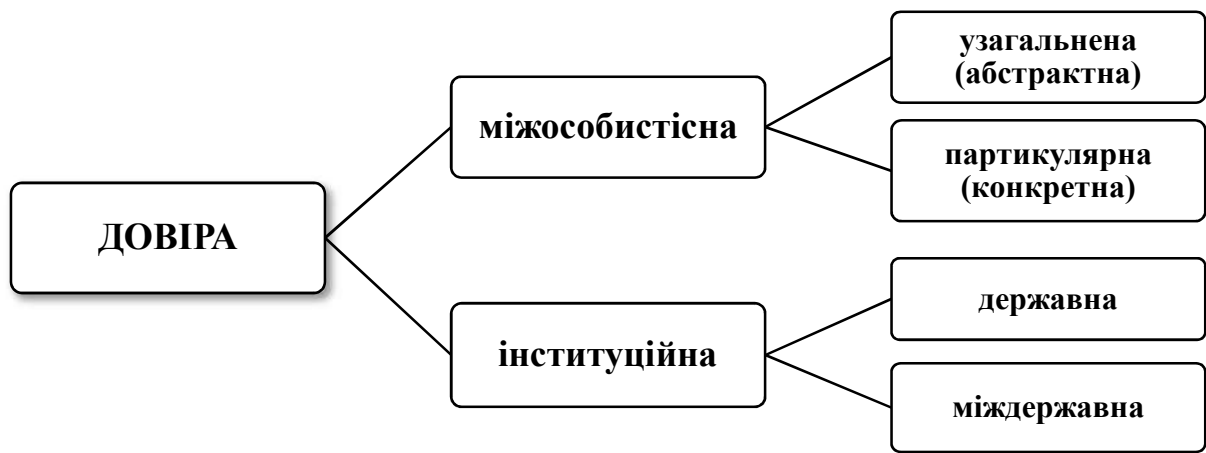 ДОВІРА
міжособистісна
узагальнена
(абстрактна)
партикулярна
(конкретна)
інституційна
державна
міждержавна